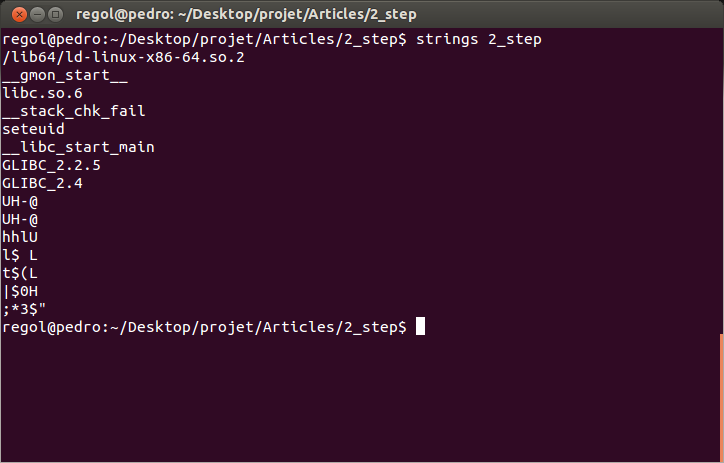 regol@pedro: ~/Desktop/projet/Articles/2_step
regol@pedro:~/Desktop/projet/Articles/2_step$ strings 2_step
/lib64/ld-linux-x86-64.so.2
__gmon_start__
libc.so.6
__stack_chk_fail
seteuid
__libc_start_main
GLIBC_2.2.5
GLIBC_2.4
UH-@
UH-@
hhlU
l$ L
t$(L
|$0H
;*3$"
regol@pedro:~/Desktop/projet/Articles/2_step$